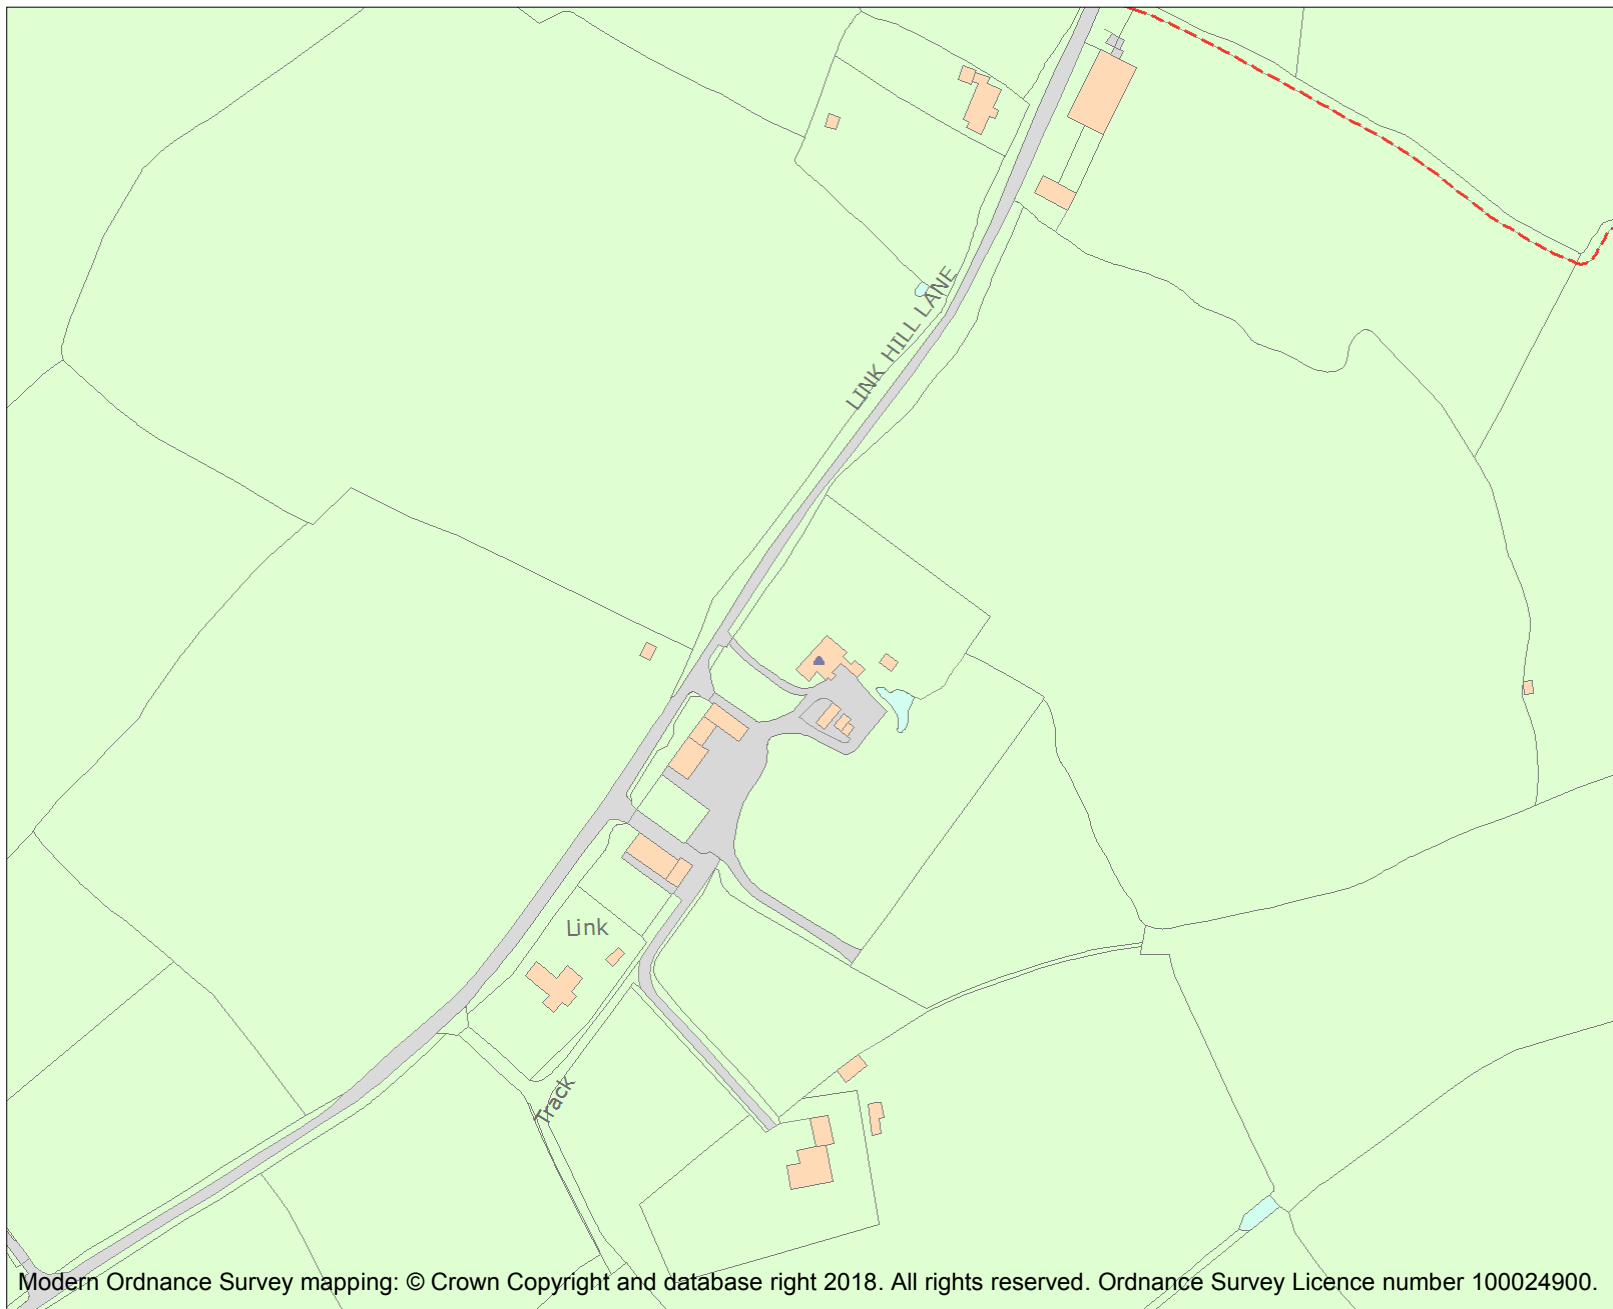 LINK HILL LANE
Link
Track
Modern Ordnance Survey mapping: © Crown Copyright and database right 2018. All rights reserved. Ordnance Survey Licence number 100024900.